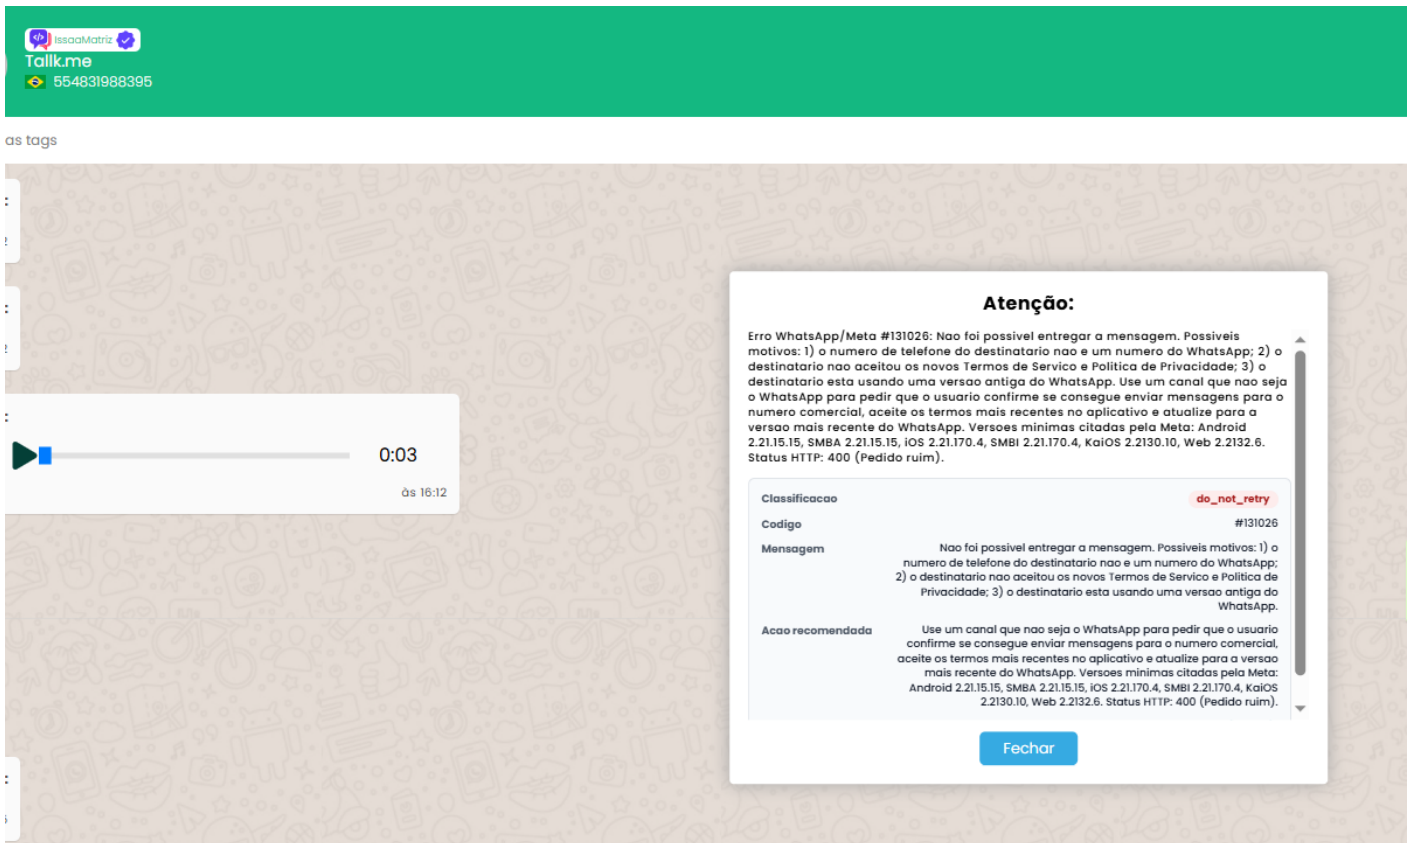 IssaaMatriz
Tallk.me
554831988395
as tags
:
2
:
2
:
0:03
às 16:12
:
Atenção:
Erro WhatsApp/Meta #131026: Nao foi possivel entregar a mensagem. Possiveis
motivos: 1) o numero de telefone do destinatario nao e um numero do WhatsApp; 2) o
destinatario nao aceitou os novos Termos de Servico e Politica de Privacidade; 3) o
destinatario esta usando uma versao antiga do WhatsApp. Use um canal que nao seja
o WhatsApp para pedir que o usuario confirme se consegue enviar mensagens para o
numero comercial, aceite os termos mais recentes no aplicativo e atualize para a
versao mais recente do WhatsApp. Versoes minimas citadas pela Meta: Android
2.21.15.15, SMBA 2.21.15.15, iOS 2.21.170.4, SMBI 2.21.170.4, KaiOS 2.2130.10, Web 2.2132.6.
Status HTTP: 400 (Pedido ruim).
Classificacao do_not_retry
Codigo #131026
Mensagem Nao foi possivel entregar a mensagem. Possiveis motivos: 1) o
numero de telefone do destinatario nao e um numero do WhatsApp;
2) o destinatario nao aceitou os novos Termos de Servico e Politica de
Privacidade; 3) o destinatario esta usando uma versao antiga do
WhatsApp.
Acao recomendada Use um canal que nao seja o WhatsApp para pedir que o usuario
confirme se consegue enviar mensagens para o numero comercial,
aceite os termos mais recentes no aplicativo e atualize para a versao
mais recente do WhatsApp. Versoes minimas citadas pela Meta:
Android 2.21.15.15, SMBA 2.21.15.15, iOS 2.21.170.4, SMBI 2.21.170.4, KaiOS
2.2130.10, Web 2.2132.6. Status HTTP: 400 (Pedido ruim).
Fechar